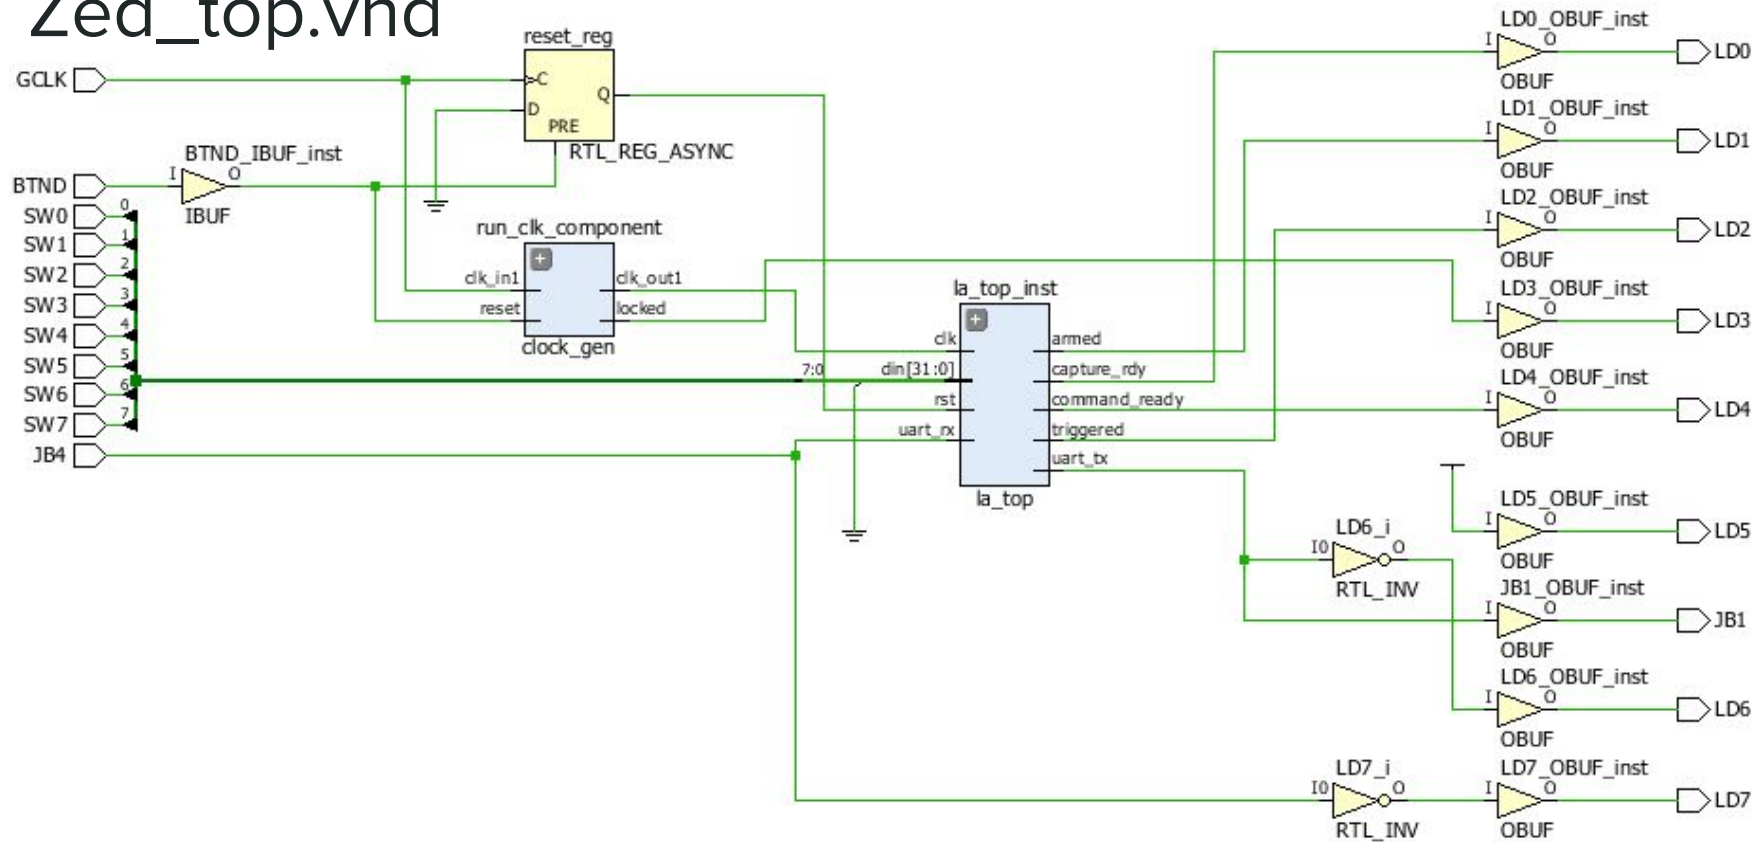 Zed_top.vhd
GCLK
BTND
SW0
SW1
SW2
SW3
SW4
SW5
SW6
SW7
JB4
0
1
2
3
4
5
6
7
BTND_IBUF_inst
I
O
IBUF
reset_reg
C
D
Q
PRE
RTL_REG_ASYNC
run_clk_component
+
clk_in1
clk_out1
reset
locked
clock_gen
7:0
la_top_inst
+
clk
din[31:0]
rst
uart_rx
armed
capture_rdy
command_ready
triggered
uart_tx
la_top
LD6_i
I0
O
RTL_INV
LD7_i
I0
O
RTL_INV
LD0_OBUF_inst
I
O
LD0
OBUF
LD1_OBUF_inst
I
O
LD1
OBUF
LD2_OBUF_inst
I
O
LD2
OBUF
LD3_OBUF_inst
I
O
LD3
OBUF
LD4_OBUF_inst
I
O
LD4
OBUF
LD5_OBUF_inst
I
O
LD5
OBUF
JB1_OBUF_inst
I
O
JB1
OBUF
LD6_OBUF_inst
I
O
LD6
OBUF
LD7_OBUF_inst
I
O
LD7
OBUF